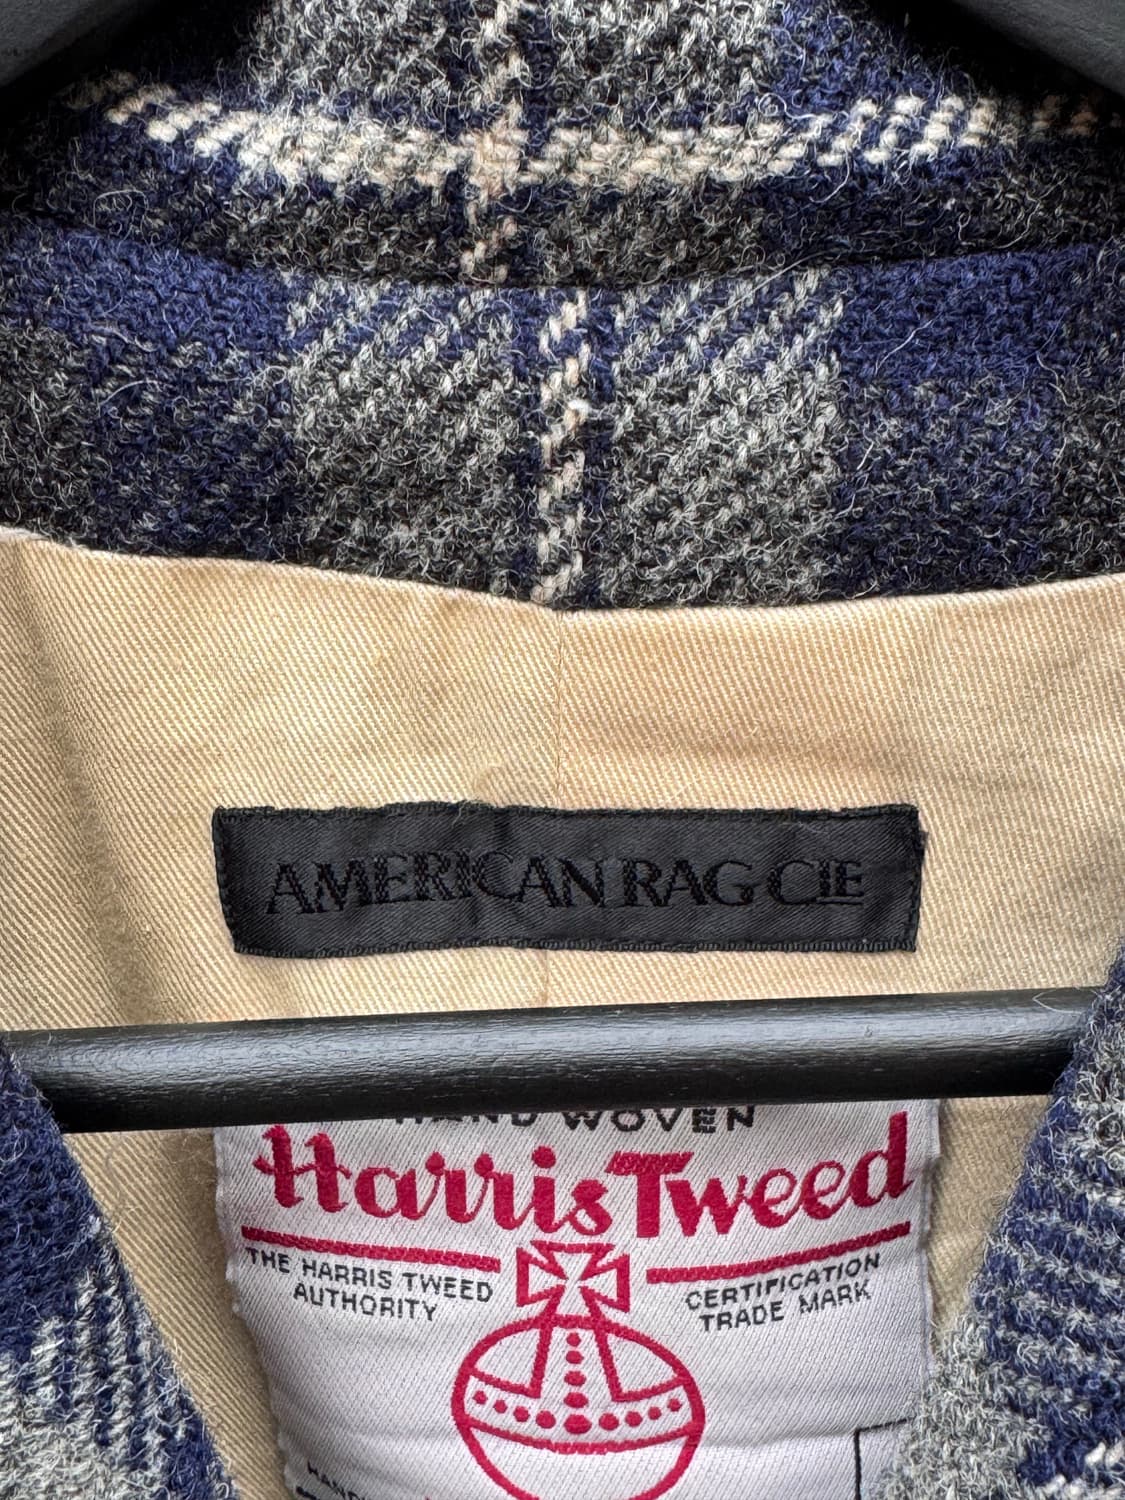 AMERICAN RAG CIE
HAND WOVEN
Harris Tweed
THE HARRIS TWEED
AUTHORITY
CERTIFICATION
TRADE MARK